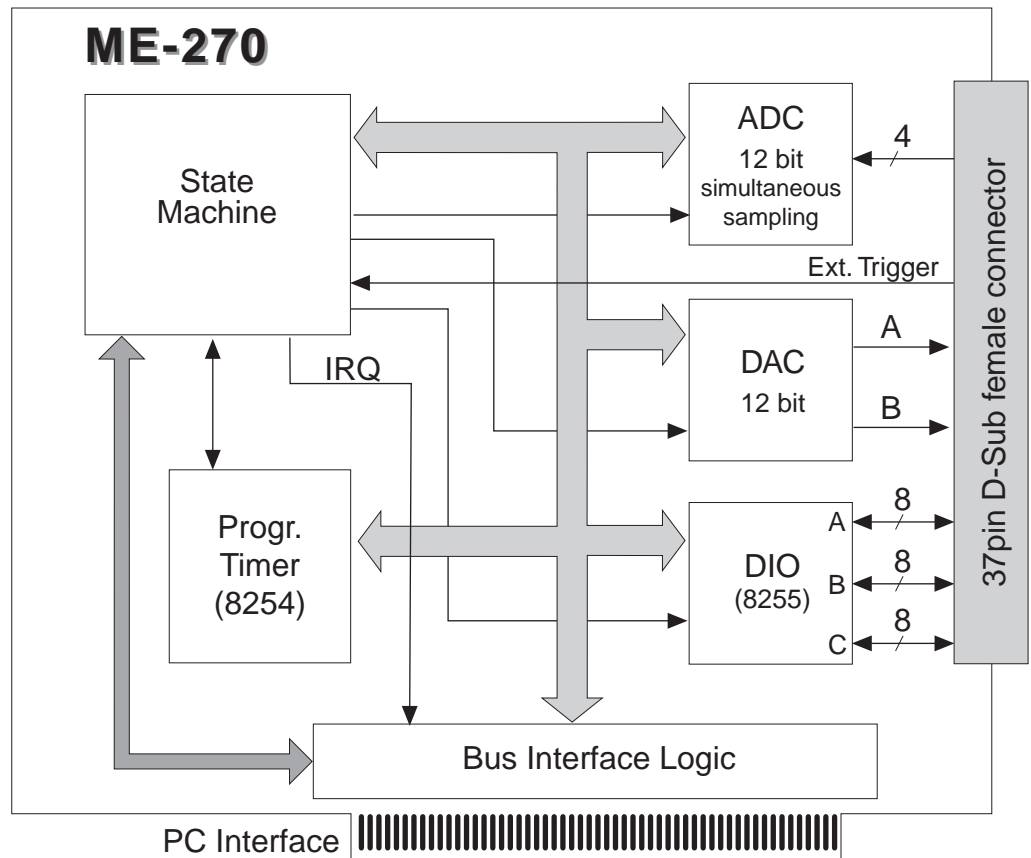 ME-270
State
Machine
ADC
12 bit
simultaneous
sampling
4
Ext. Trigger
DAC
12 bit
A
B
IRQ
Progr.
Timer
(8254)
DIO
(8255)
A
B
C
8
8
8
37pin D-Sub female connector
Bus Interface Logic
PC Interface